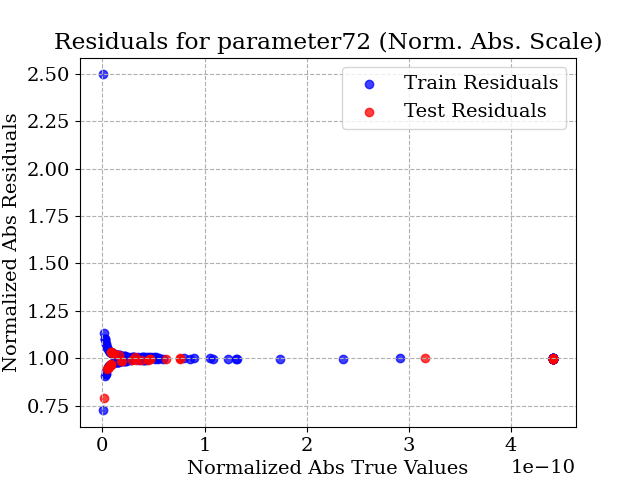 Residuals for parameter72 (Norm. Abs. Scale)
Normalized Abs Residuals
2.50
2.25
2.00
1.75
1.50
1.25
1.00
0.75
Train Residuals
Test Residuals
0 1 2 3 4
1e−10
Normalized Abs True Values